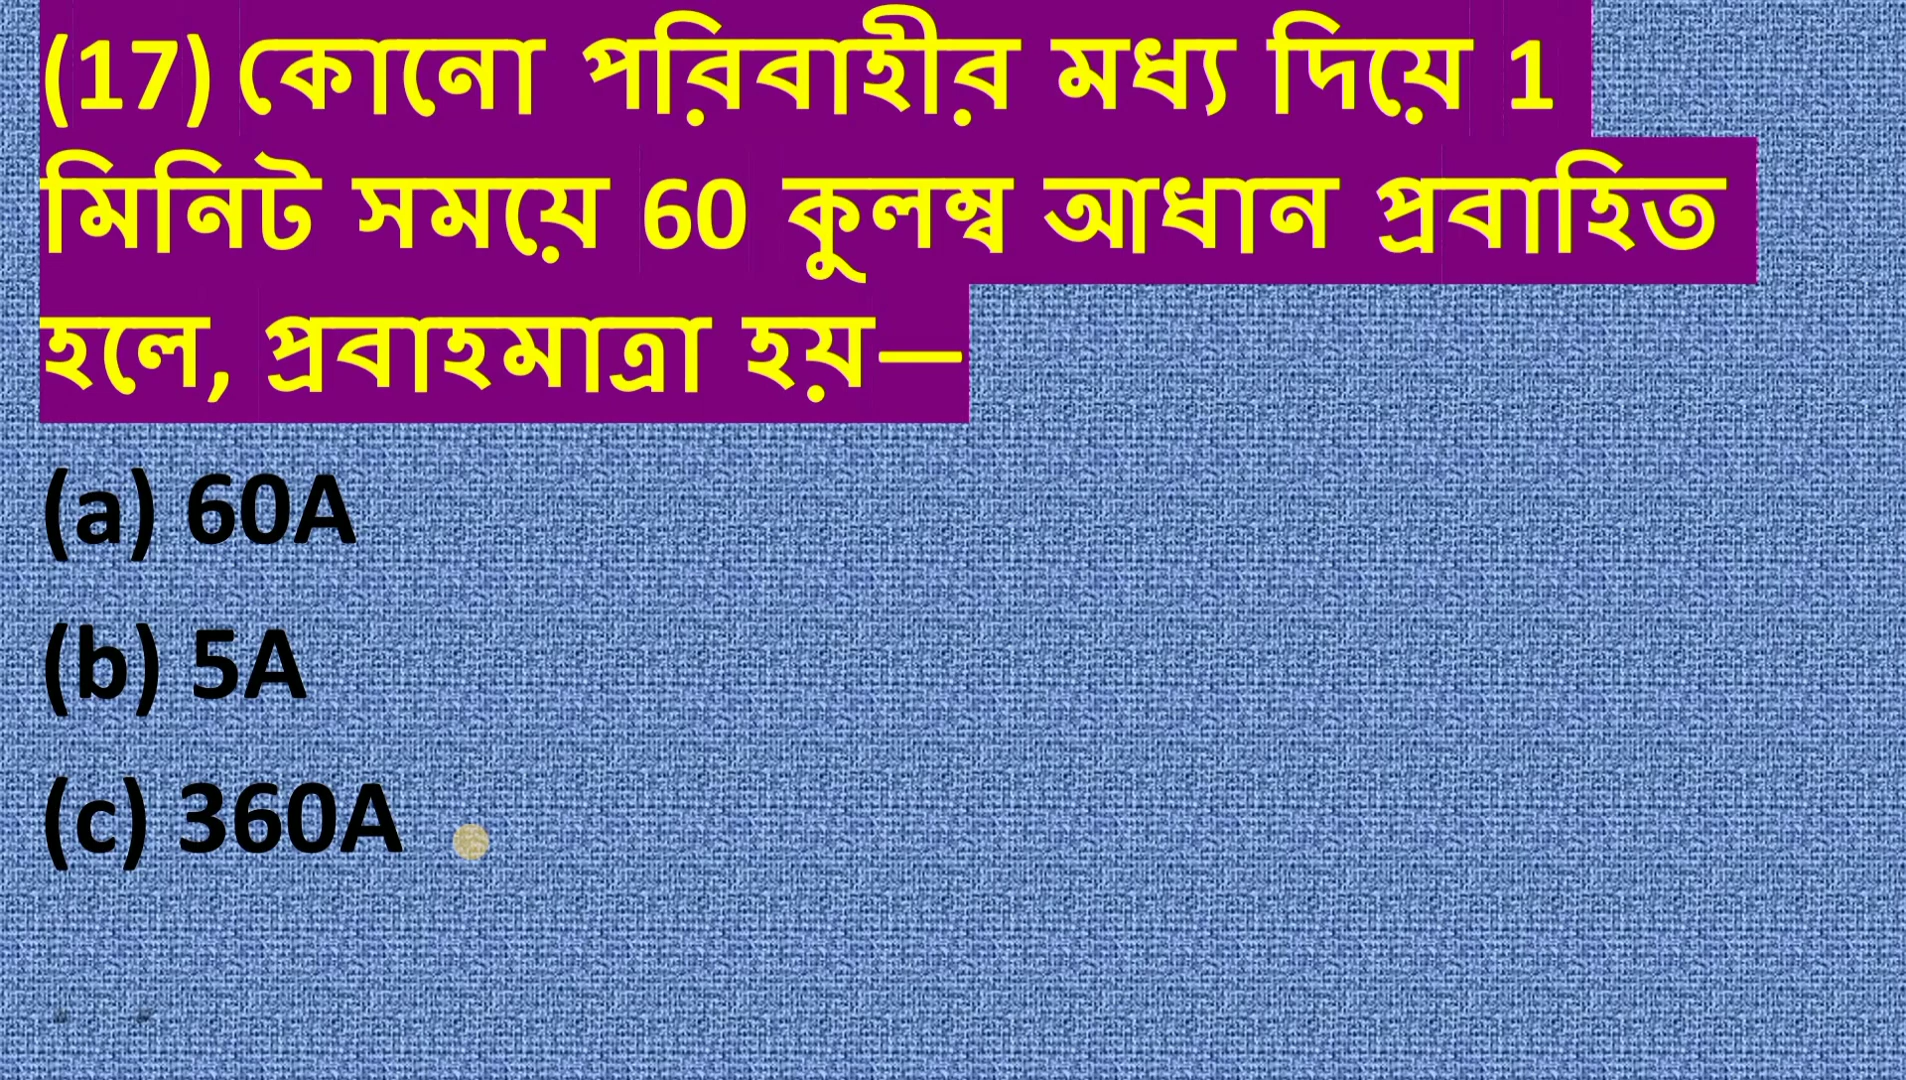 (17) কোনো পরিবাহীর মধ্য দিয়ে 1
মিনিট সময়ে 60 কুলম্ব আধান প্রবাহিত
হলে, প্রবাহমাত্রা হয়—
(a) 60A
(b) 5A
(c) 360A